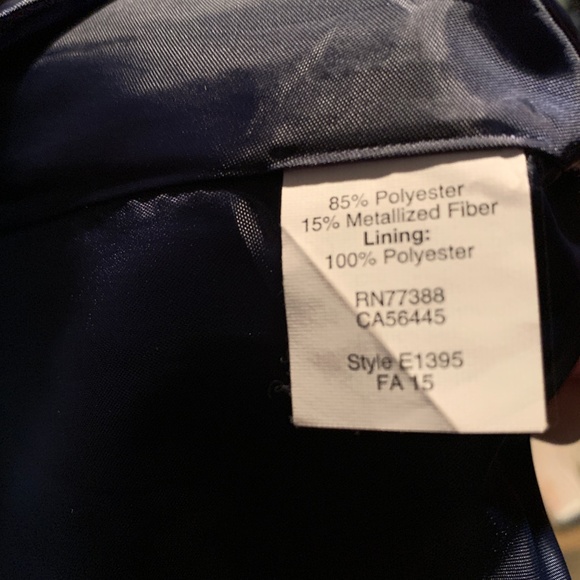 85% Polyester
15% Metallized Fiber
Lining:
100% Polyester
RN77388
CA56445
Style E1395
FA 15